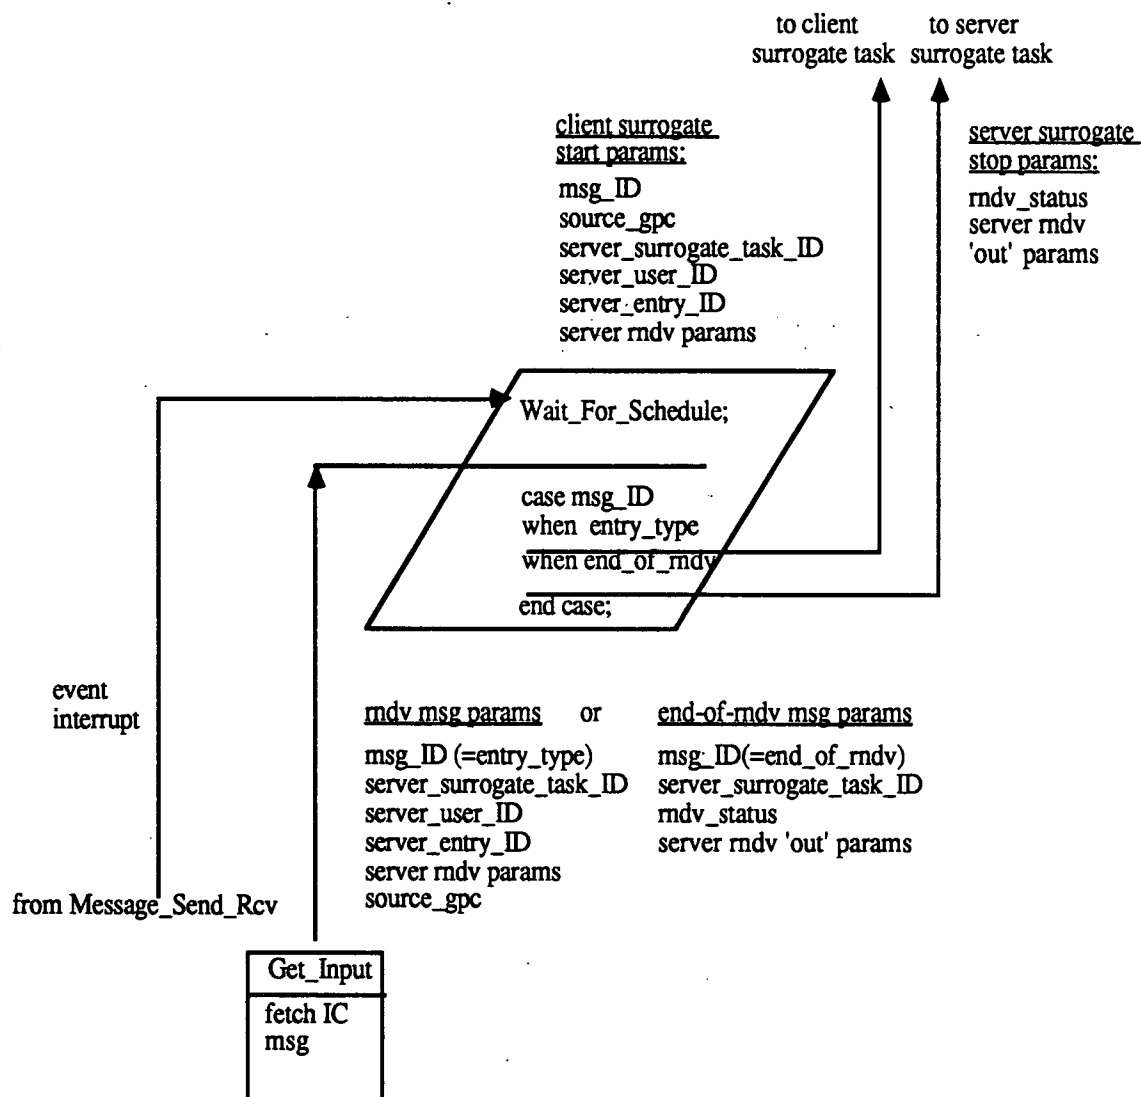 to client
surrogate task
to server
surrogate task
client surrogate
start params:
msg_ID
source_gpc
server_surrogate_task_ID
server_user_ID
server_entry_ID
server rndv params
server surrogate
stop params:
rndv_status
server rndv
'out' params
Wait_For_Schedule;
case msg_ID
when entry_type
when end_of_rndv
end case;
event
interrupt
rndv msg params or end-of-rndv msg params
msg_ID (=entry_type)
server_surrogate_task_ID
server_user_ID
server_entry_ID
server rndv params
source_gpc
msg_ID(=end_of_rndv)
server_surrogate_task_ID
rndv_status
server rndv 'out' params
from Message_Send_Rcv
Get_Input
fetch IC
msg